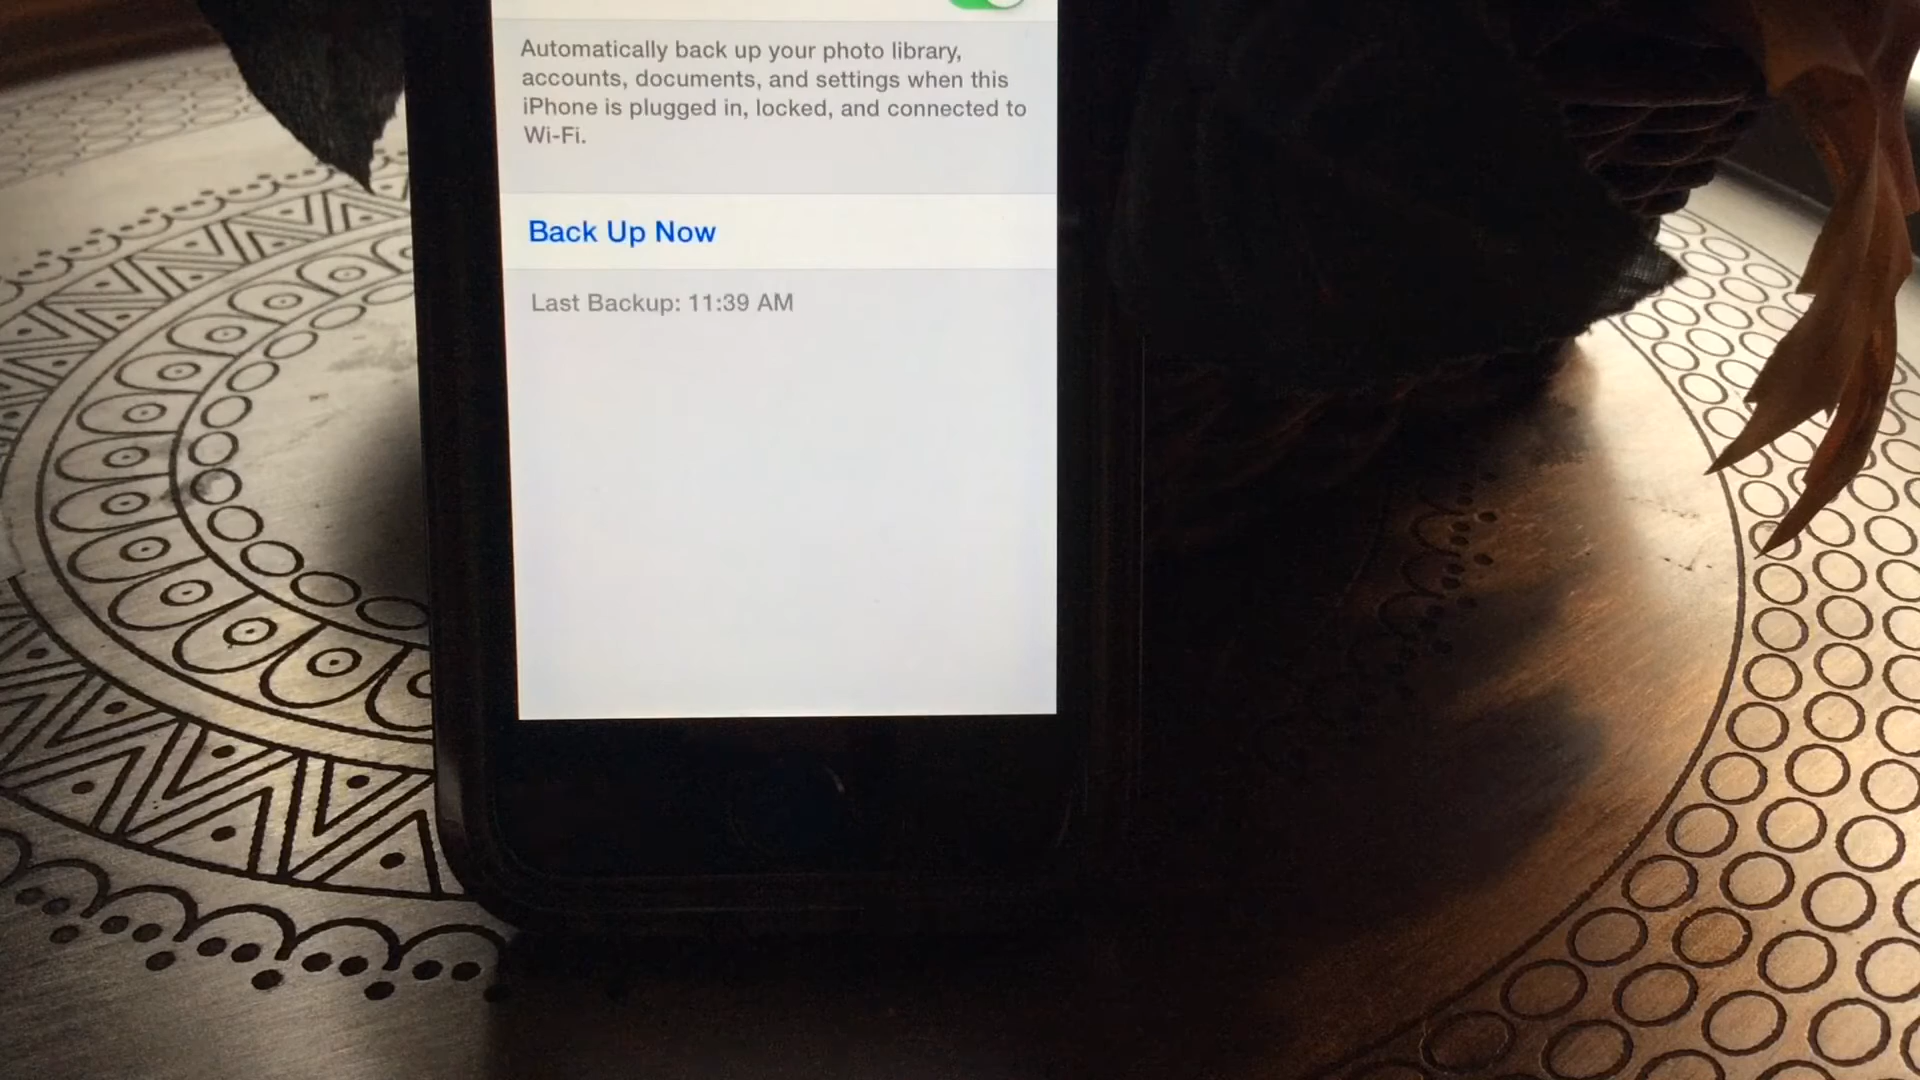 Automatically back up your photo library,
accounts, documents, and settings when this
iPhone is plugged in, locked, and connected to
Wi-Fi.
Back Up Now
Last Backup: 11:39 AM